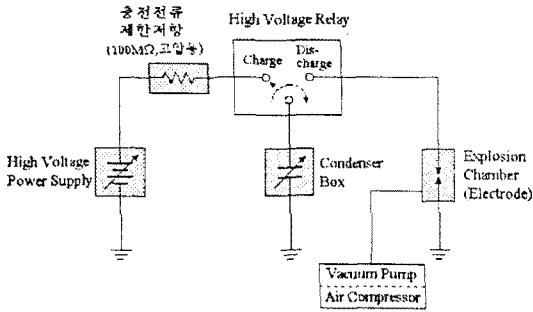 충전전류
제한저항
(100MΩ,고압용)
High Voltage Relay
Charge
Dis-
charge
High Voltage
Power Supply
Condenser
Box
Explosion
Chamber
(Electrode)
Vacuum Pump
Air Compressor